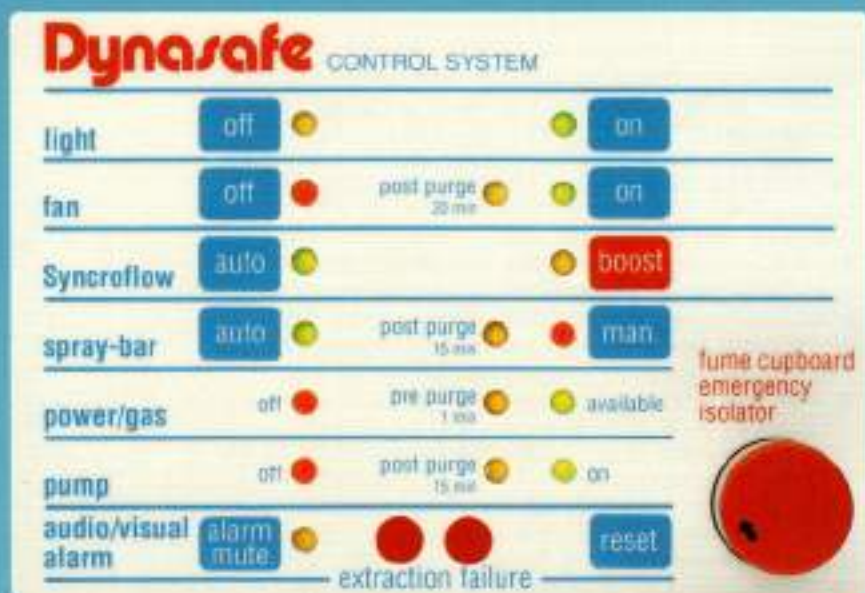 Dynasafe CONTROL SYSTEM
light off on
fan off post purge on
20 min
Syncroflow auto boost
spray-bar auto post purge man
15 min
fume cupboard
emergency
isolator
power/gas off pre purge available
1 min
pump off post purge on
15 min
audio/visual
alarm
alarm
mute
reset
extraction failure